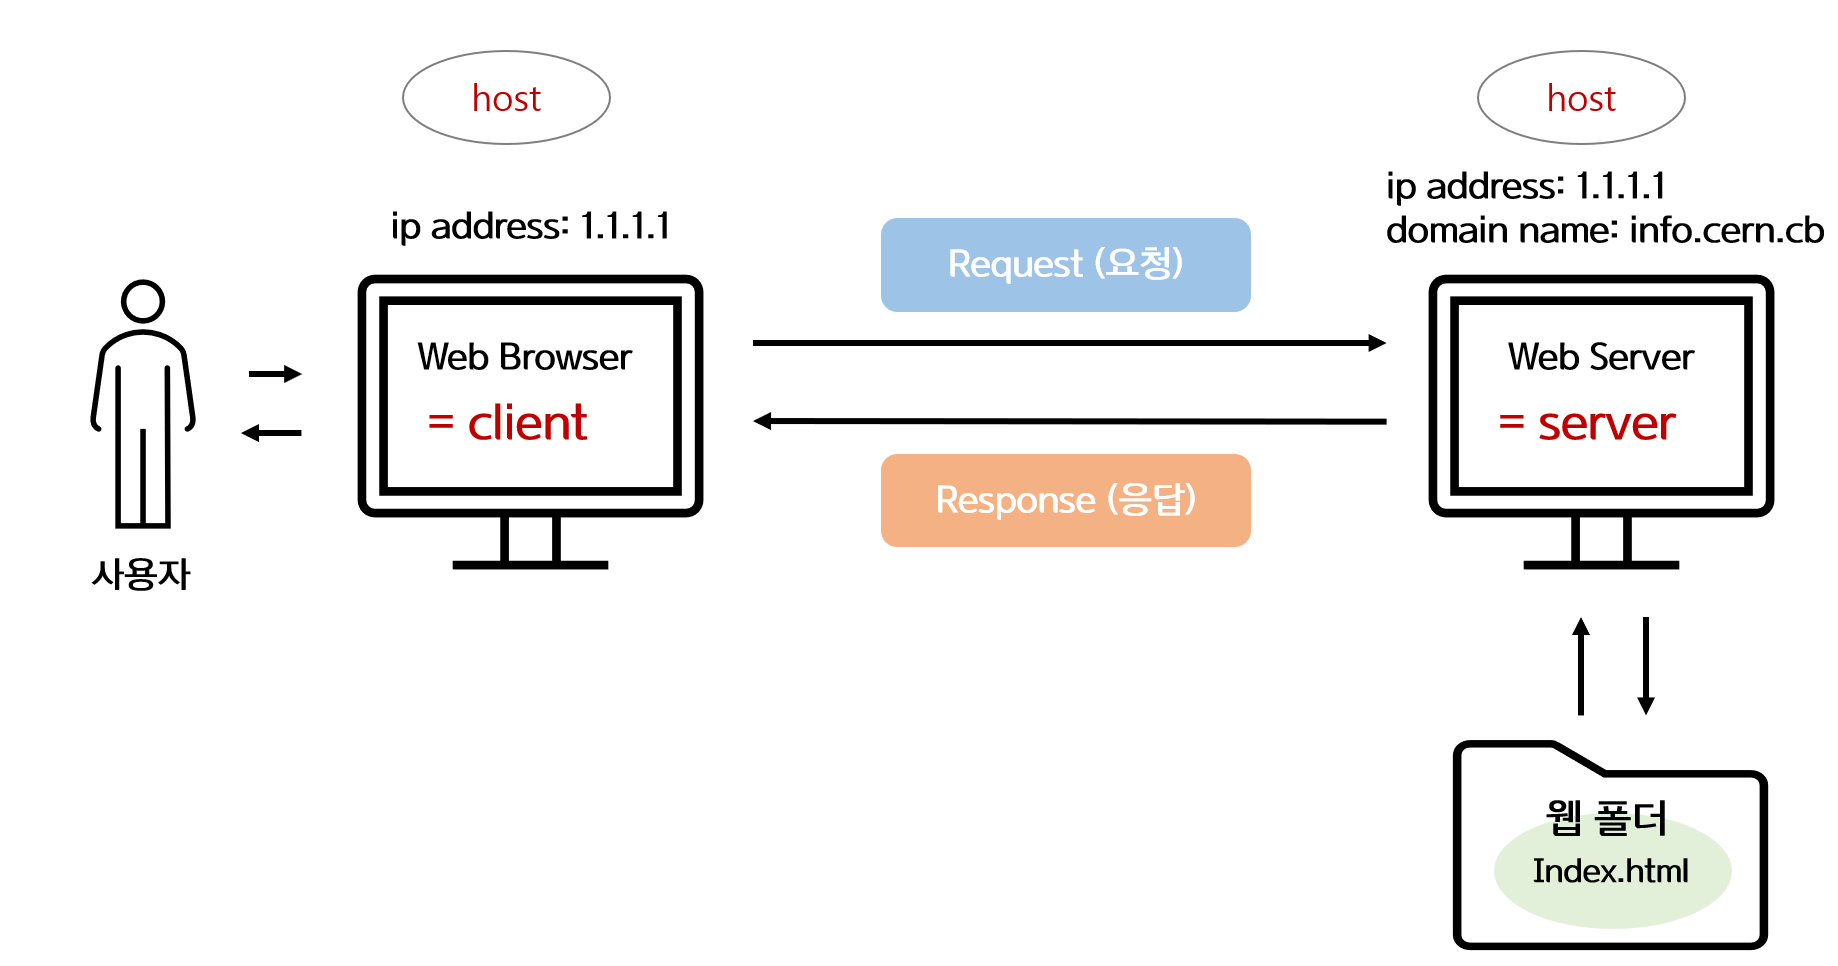 host
host
ip address: 1.1.1.1
ip address: 1.1.1.1
domain name: info.cern.cb
Request (요청)
Web Browser
= client
Web Server
= server
Response (응답)
사용자
웹 폴더
Index.html